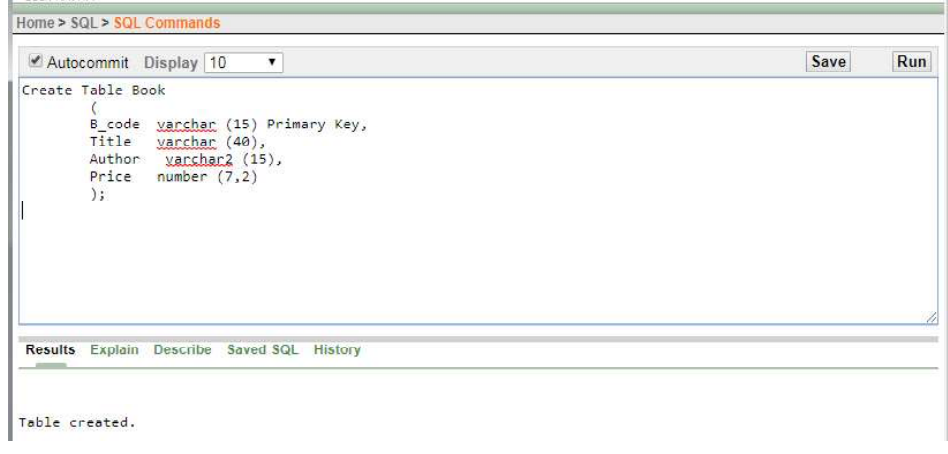 Home > SQL > SQL Commands
Autocommit Display 10 Save Run
Create Table Book
(
B_code varchar (15) Primary Key,
Title varchar (40),
Author varchar2 (15),
Price number (7,2)
);
Results Explain Describe Saved SQL History
Table created.